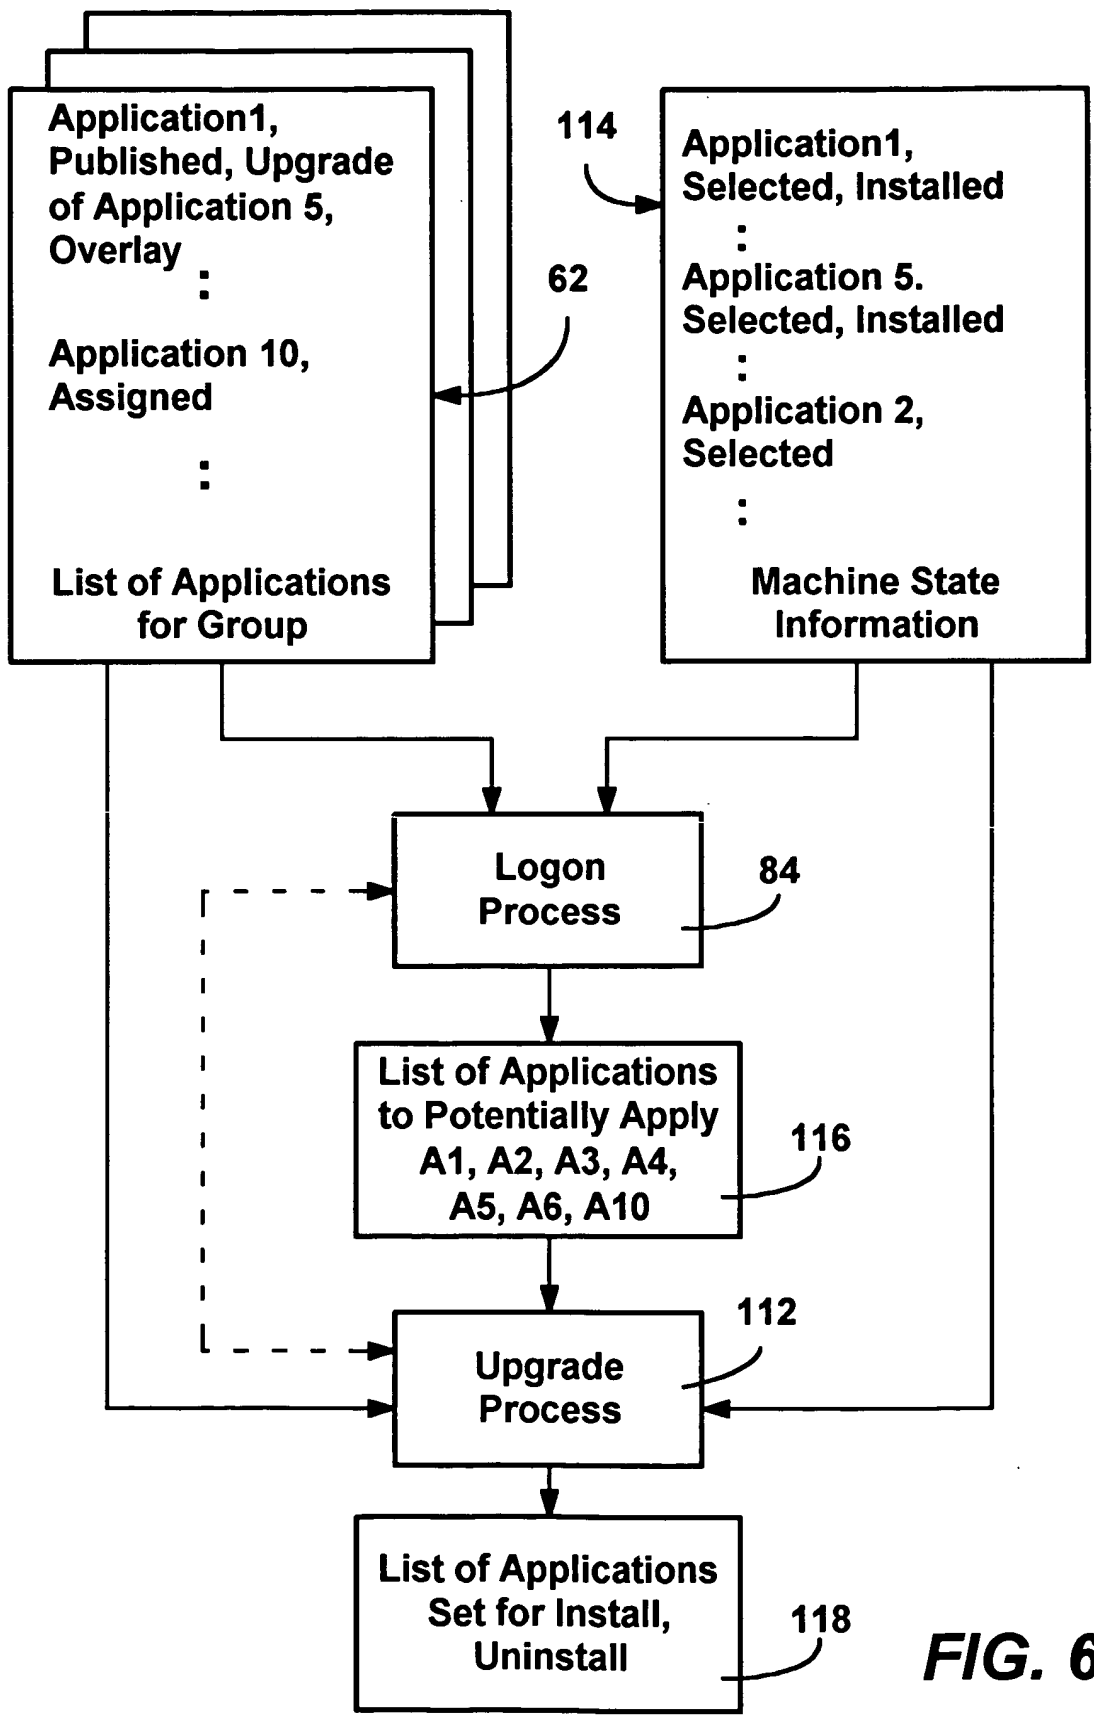 Application1,
Published, Upgrade
of Application 5,
Overlay
:
Application 10,
Assigned
:
List of Applications
for Group
62
114
Application1,
Selected, Installed
:
Application 5.
Selected, Installed
:
Application 2,
Selected
:
Machine State
Information
Logon
Process
84
List of Applications
to Potentially Apply
A1, A2, A3, A4,
A5, A6, A10
116
Upgrade
Process
112
List of Applications
Set for Install,
Uninstall
118
FIG. 6